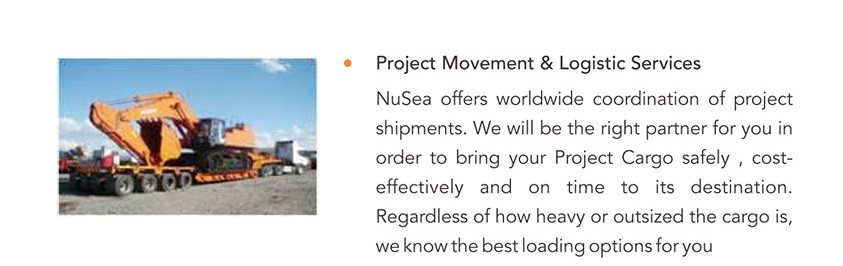 Project Movement & Logistic Services
NuSea offers worldwide coordination of project
shipments. We will be the right partner for you in
order to bring your Project Cargo safely , cost-
effectively and on time to its destination.
Regardless of how heavy or outsized the cargo is,
we know the best loading options for you